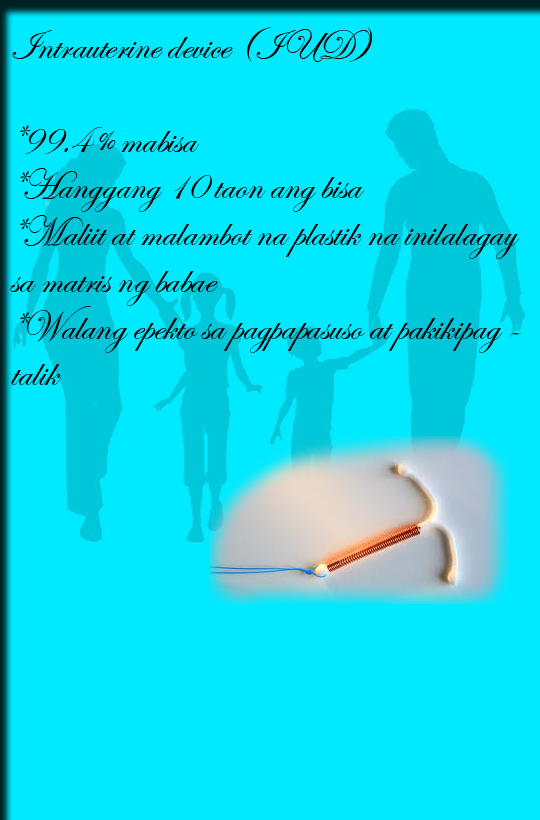 Intrauterine device (IUD)
*99.4% mabisa
*Hanggang 10 taon ang bisa
*Maliit at malambot na plastik na inilalagay
sa matris ng babae
*Walang epekto sa pagpapasuso at pakikipag -
talik